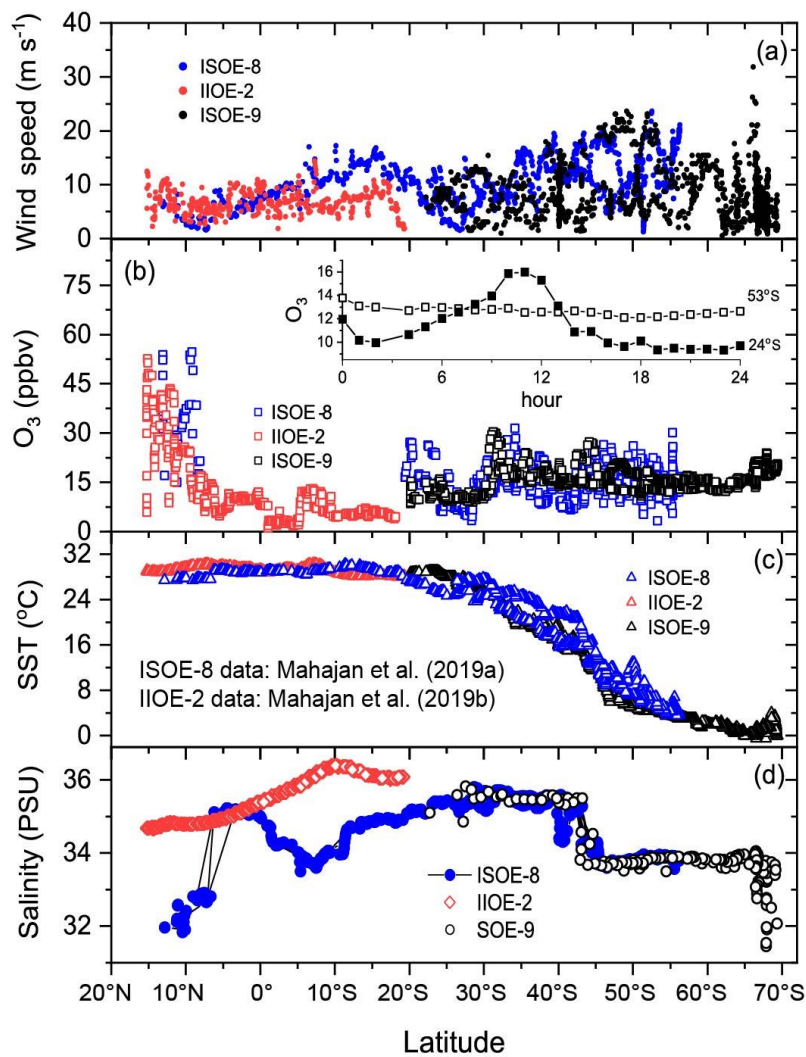 40
30
20
10
0
Wind speed (m s⁻¹)
ISOE-8
IIOE-2
ISOE-9
(a)
75
60
45
30
15
0
O₃ (ppbv)
(b)
16
14
12
10
O₃
53°S
24°S
0 6 12 18 24
hour
ISOE-8
IIOE-2
ISOE-9
32
24
16
8
0
SST (°C)
(c)
ISOE-8
IIOE-2
ISOE-9
ISOE-8 data: Mahajan et al. (2019a)
IIOE-2 data: Mahajan et al. (2019b)
36
34
32
Salinity (PSU)
(d)
ISOE-8
IIOE-2
SOE-9
20°N 10°N 0° 10°S 20°S 30°S 40°S 50°S 60°S 70°S
Latitude